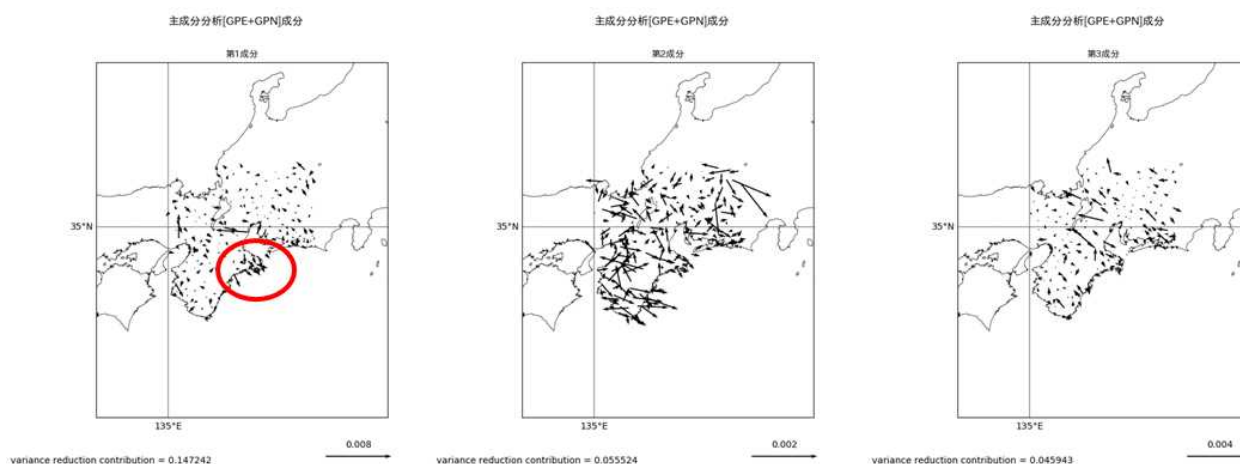 主成分分析[GPE+GPN]成分
第1成分
35°N
135°E
0.008
variance reduction contribution = 0.147242
主成分分析[GPE+GPN]成分
第2成分
135°E
0.002
variance reduction contribution = 0.055524
主成分分析[GPE+GPN]成分
第3成分
35°N
135°E
0.004
variance reduction contribution = 0.045943